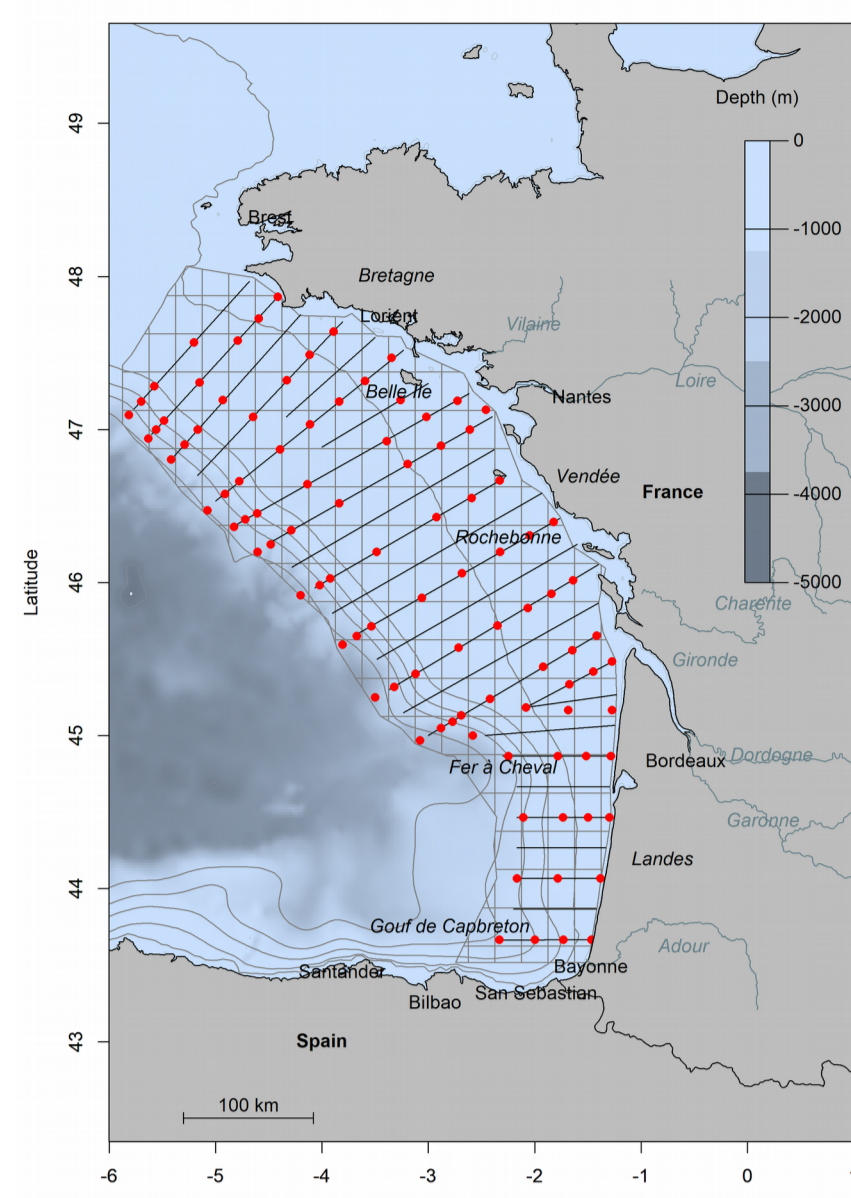 49
48
47
46
45
44
43
Latitude
Depth (m)
0
-1000
-2000
-3000
-4000
-5000
Brest
Bretagne
Lorient
Vilaine
Loire
Belle Ile
Nantes
Vendée
France
Rochebonne
Charente
Gironde
Bordeaux
Dordogne
Fer à Cheval
Garonne
Landes
Gouf de Capbreton
Adour
Bayonne
Santander
San Sebastian
Bilbao
Spain
100 km
-6 -5 -4 -3 -2 -1 0